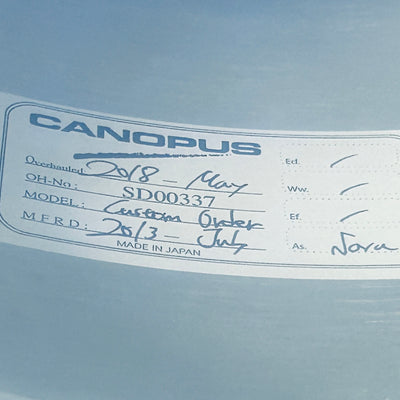 CANOPUS
Overhauled 2018 - May
OH-No: SD00337
MODEL: Custom Order
M.F.R.D: 2013 - July
MADE IN JAPAN
Ed. /
Ww. /
Ef. /
As. Nora